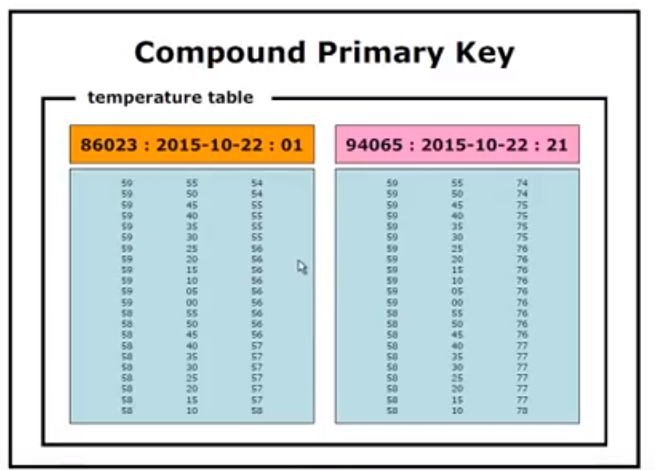 Compound Primary Key
temperature table
86023 : 2015-10-22 : 01
59 55 54
59 50 54
59 45 55
59 40 55
59 35 55
59 30 55
59 25 56
59 20 56
59 15 56
59 10 56
59 05 56
59 00 56
58 55 56
58 50 56
58 45 56
58 40 57
58 35 57
58 30 57
58 25 57
58 20 57
58 15 57
58 10 58
94065 : 2015-10-22 : 21
59 55 74
59 50 74
59 45 75
59 40 75
59 35 75
59 30 75
59 25 76
59 20 76
59 15 76
59 10 76
59 05 76
59 00 76
58 55 76
58 50 76
58 45 76
58 40 77
58 35 77
58 30 77
58 25 77
58 20 77
58 15 77
58 10 78